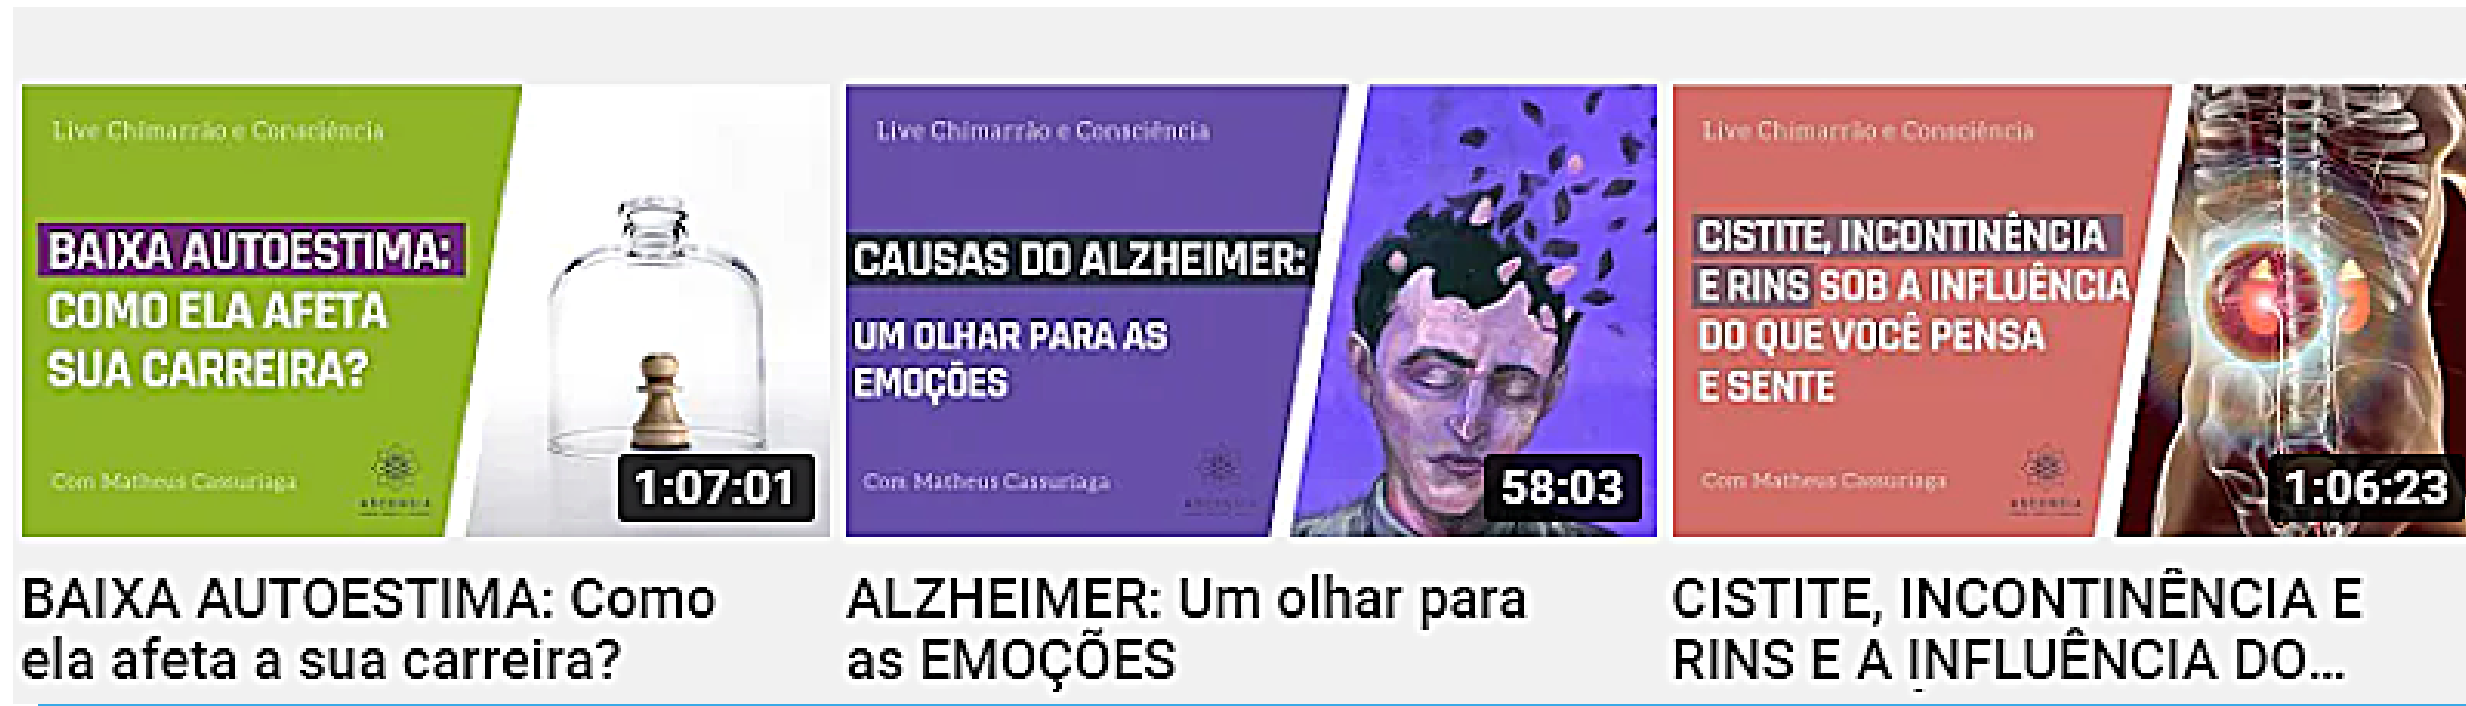 Live Chimarrão e Consciência
BAIXA AUTOESTIMA:
COMO ELA AFETA
SUA CARREIRA?
Com Matheus Cassuriaga
ASCENSIA
1:07:01
BAIXA AUTOESTIMA: Como
ela afeta a sua carreira?
Live Chimarrão e Consciência
CAUSAS DO ALZHEIMER:
UM OLHAR PARA AS
EMOÇÕES
Com Matheus Cassuriaga
ASCENSIA
58:03
ALZHEIMER: Um olhar para
as EMOÇÕES
Live Chimarrão e Consciência
CISTITE, INCONTINÊNCIA
E RINS SOB A INFLUÊNCIA
DO QUE VOCÊ PENSA
E SENTE
Com Matheus Cassuriaga
ASCENSIA
1:06:23
CISTITE, INCONTINÊNCIA E
RINS E A INFLUÊNCIA DO...